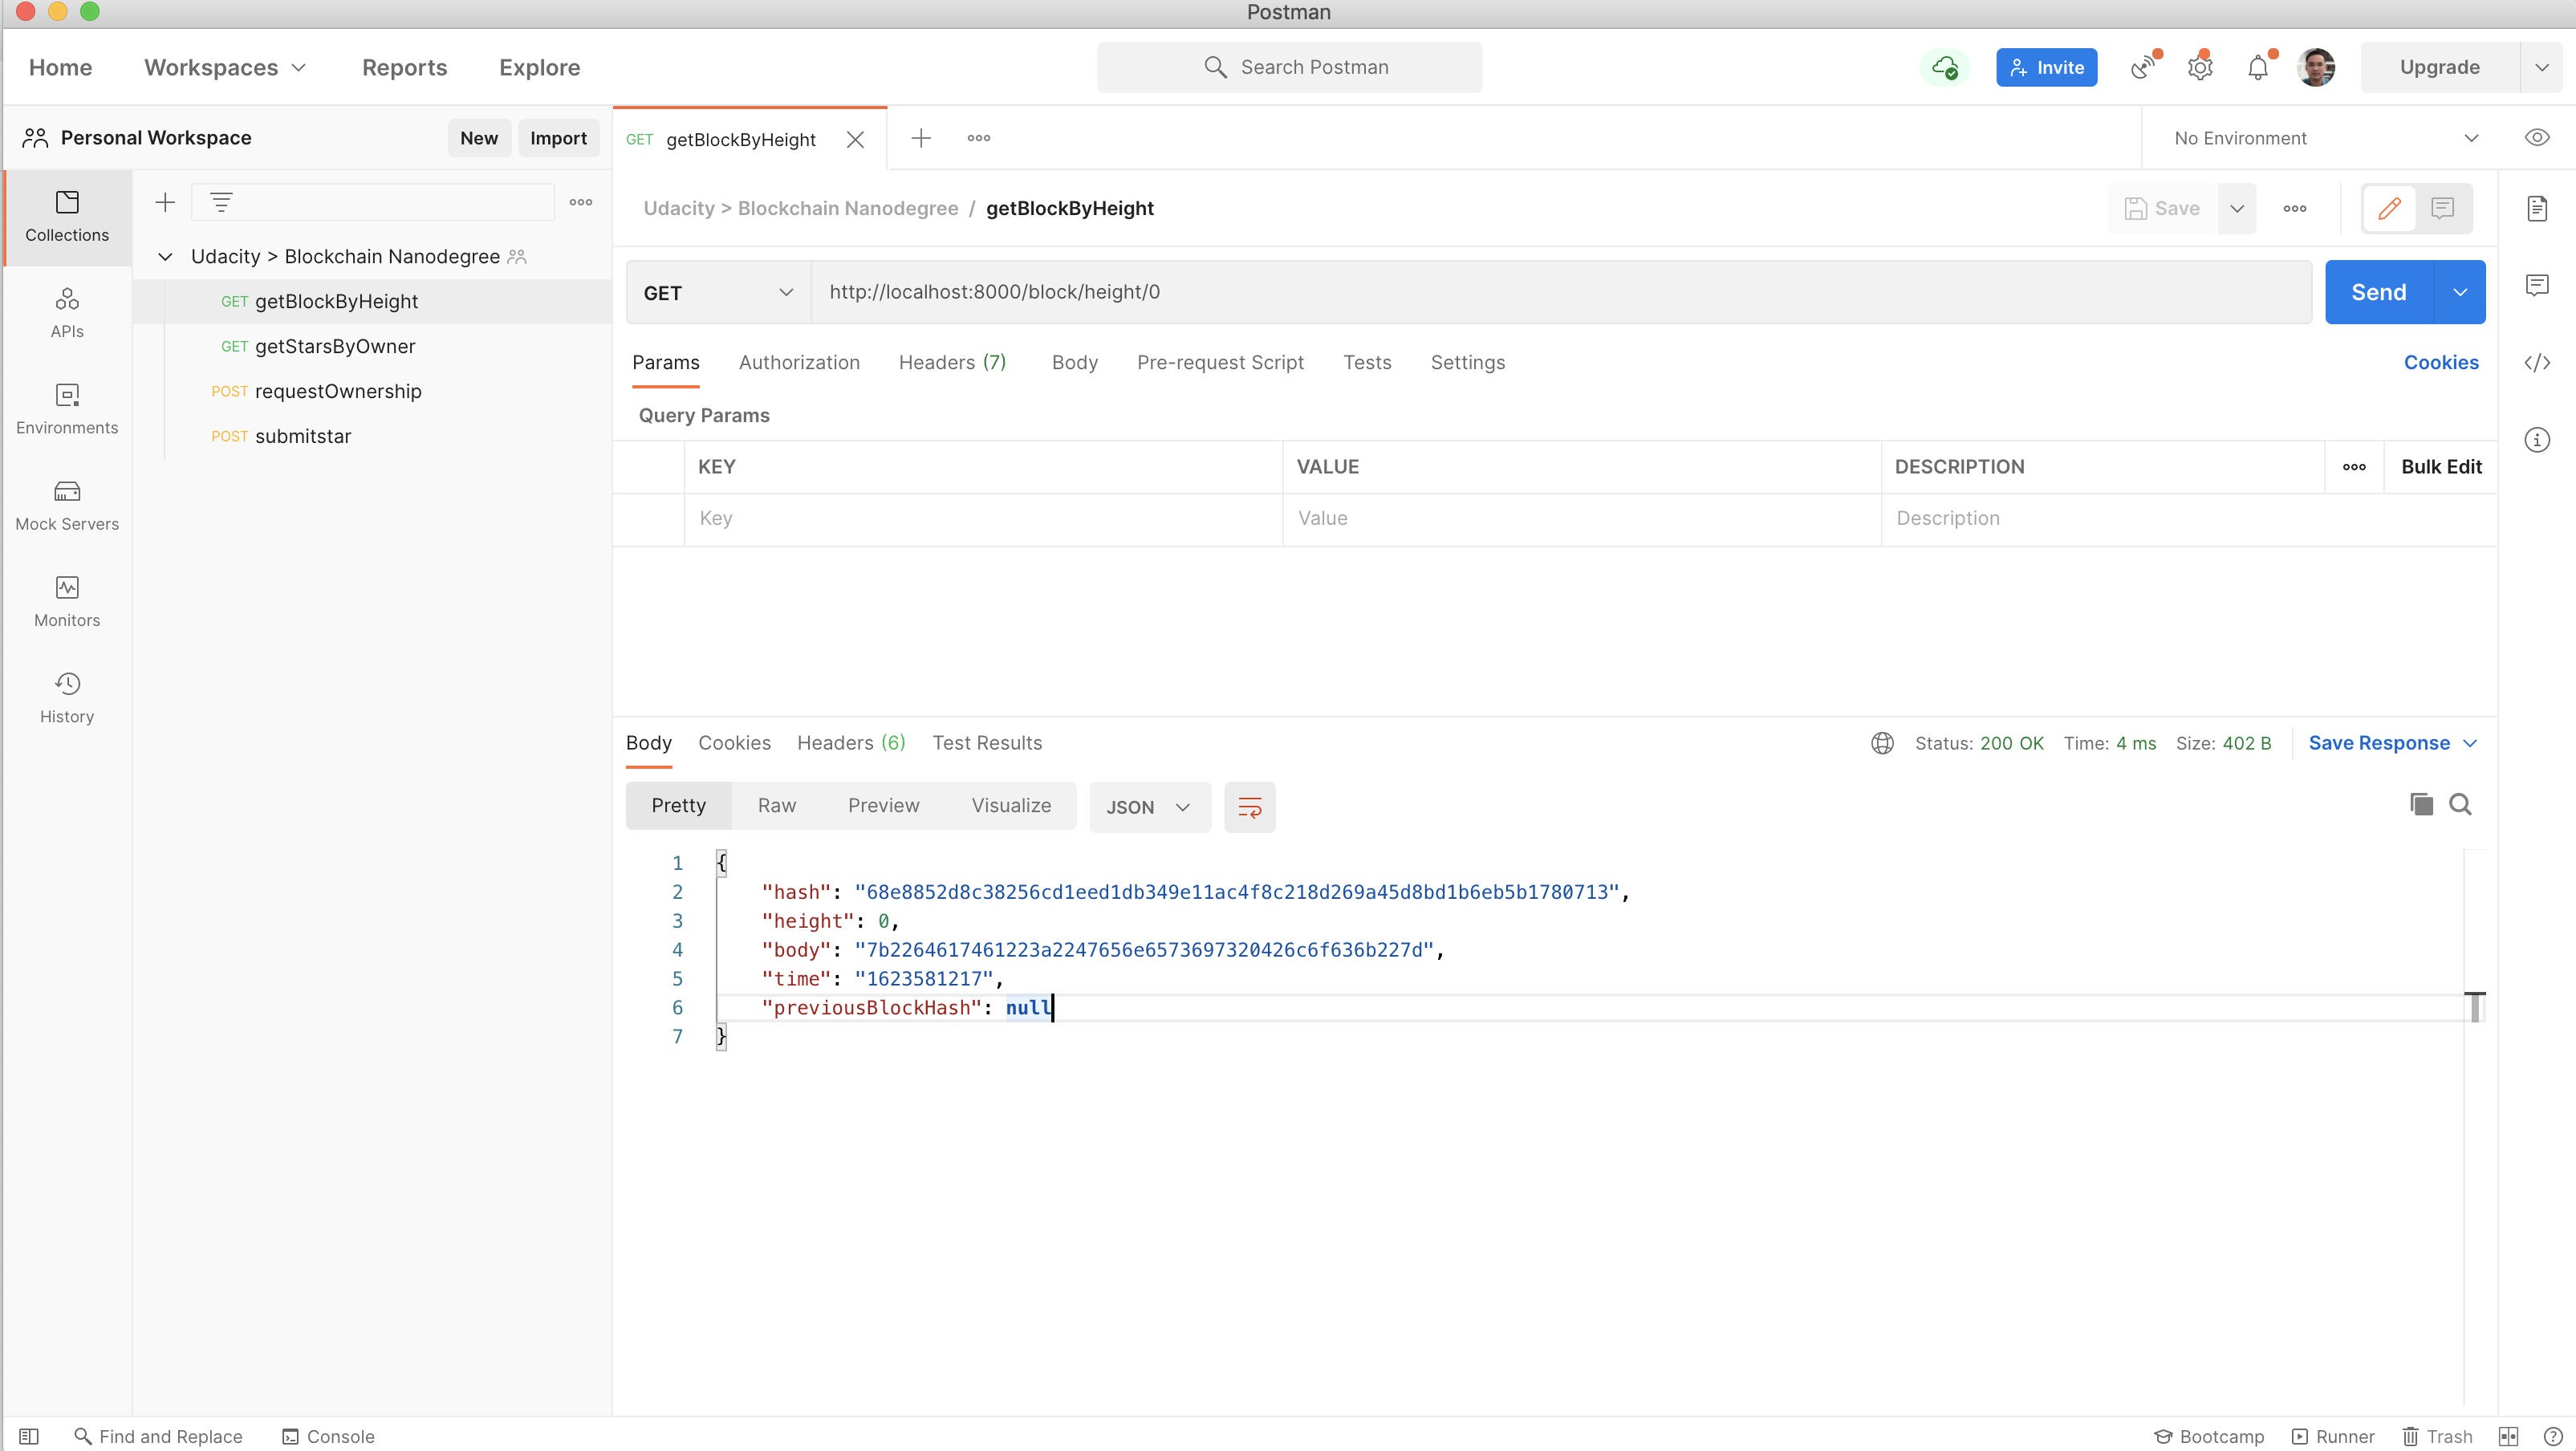 Postman
Home Workspaces Reports Explore Search Postman Invite Upgrade
Personal Workspace New Import GET getBlockByHeight No Environment
Udacity > Blockchain Nanodegree / getBlockByHeight Save
Collections
APIs
Environments
Mock Servers
Monitors
History
Udacity > Blockchain Nanodegree
GET getBlockByHeight
GET getStarsByOwner
POST requestOwnership
POST submitstar
GET http://localhost:8000/block/height/0 Send
Params Authorization Headers (7) Body Pre-request Script Tests Settings Cookies
Query Params
KEY VALUE DESCRIPTION Bulk Edit
Key Value Description
Body Cookies Headers (6) Test Results Status: 200 OK Time: 4 ms Size: 402 B Save Response
Pretty Raw Preview Visualize JSON
1 {
2 "hash": "68e8852d8c38256cd1eed1db349e11ac4f8c218d269a45d8bd1b6eb5b1780713",
3 "height": 0,
4 "body": "7b2264617461223a2247656e6573697320426c6f636b227d",
5 "time": "1623581217",
6 "previousBlockHash": null
7 }
Find and Replace Console Bootcamp Runner Trash